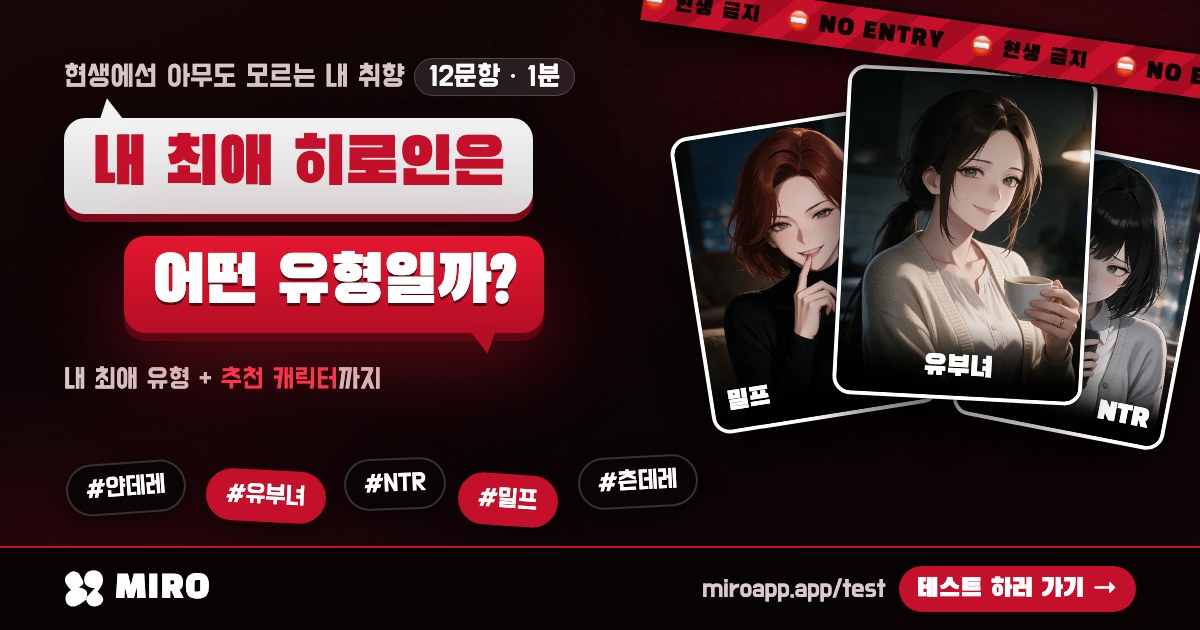 현생 금지 NO ENTRY 현생 금지 NO
현생에선 아무도 모르는 내 취향 12문항 · 1분
내 최애 히로인은
어떤 유형일까?
내 최애 유형 + 추천 캐릭터까지
밀프
유부녀
NTR
#얀데레 #유부녀 #NTR #밀프 #츤데레
MIRO
miroapp.app/test 테스트 하러 가기 →